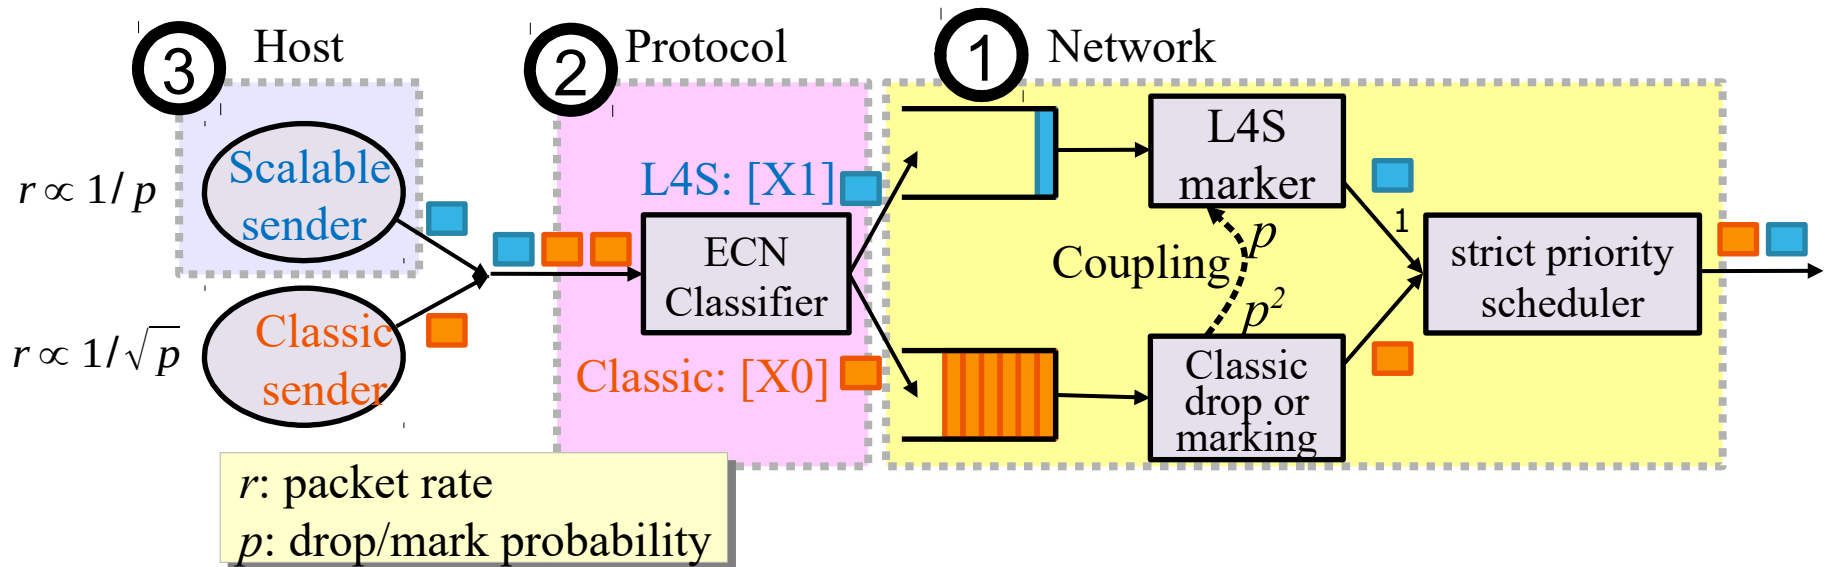 3
Host
2
Protocol
1
Network
r ∝ 1/ p
Scalable
sender
r ∝ 1/√p
Classic
sender
L4S: [X1]
ECN
Classifier
Classic: [X0]
L4S
marker
Coupling
p
p²
Classic
drop or
marking
1
strict priority
scheduler
r: packet rate
p: drop/mark probability